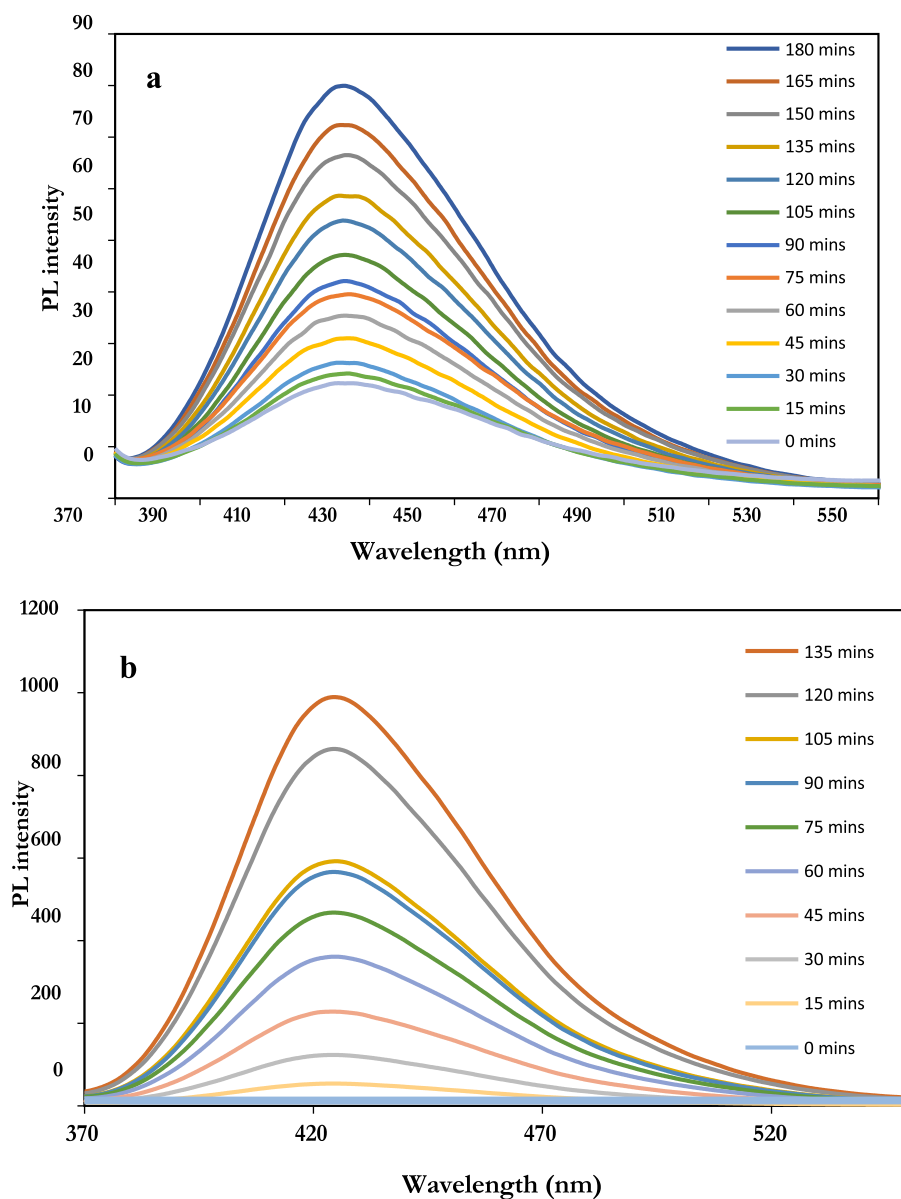 90
80
70
60
50
40
30
20
10
0
PL intensity
a
180 mins
165 mins
150 mins
135 mins
120 mins
105 mins
90 mins
75 mins
60 mins
45 mins
30 mins
15 mins
0 mins
370 390 410 430 450 470 490 510 530 550
Wavelength (nm)
1200
1000
800
600
400
200
0
PL intensity
b
135 mins
120 mins
105 mins
90 mins
75 mins
60 mins
45 mins
30 mins
15 mins
0 mins
370 420 470 520
Wavelength (nm)